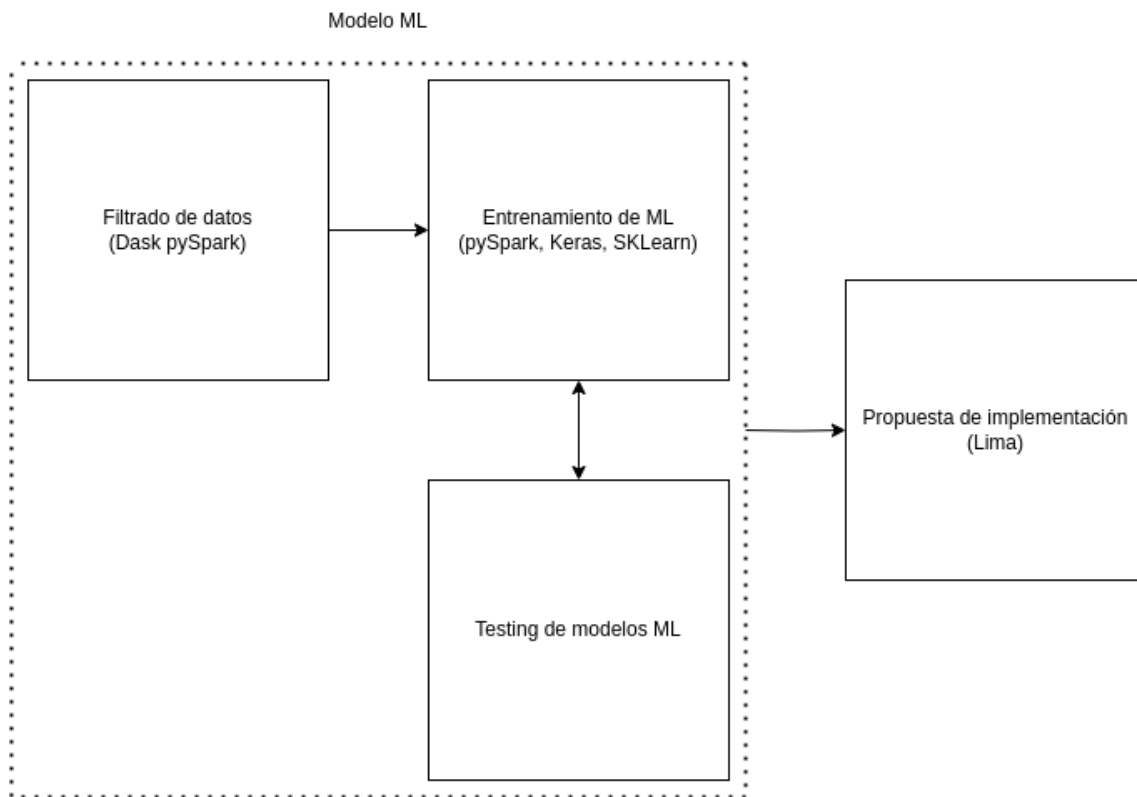 Modelo ML
Filtrado de datos
(Dask pySpark)
Entrenamiento de ML
(pySpark, Keras, SKLearn)
Propuesta de implementación
(Lima)
Testing de modelos ML